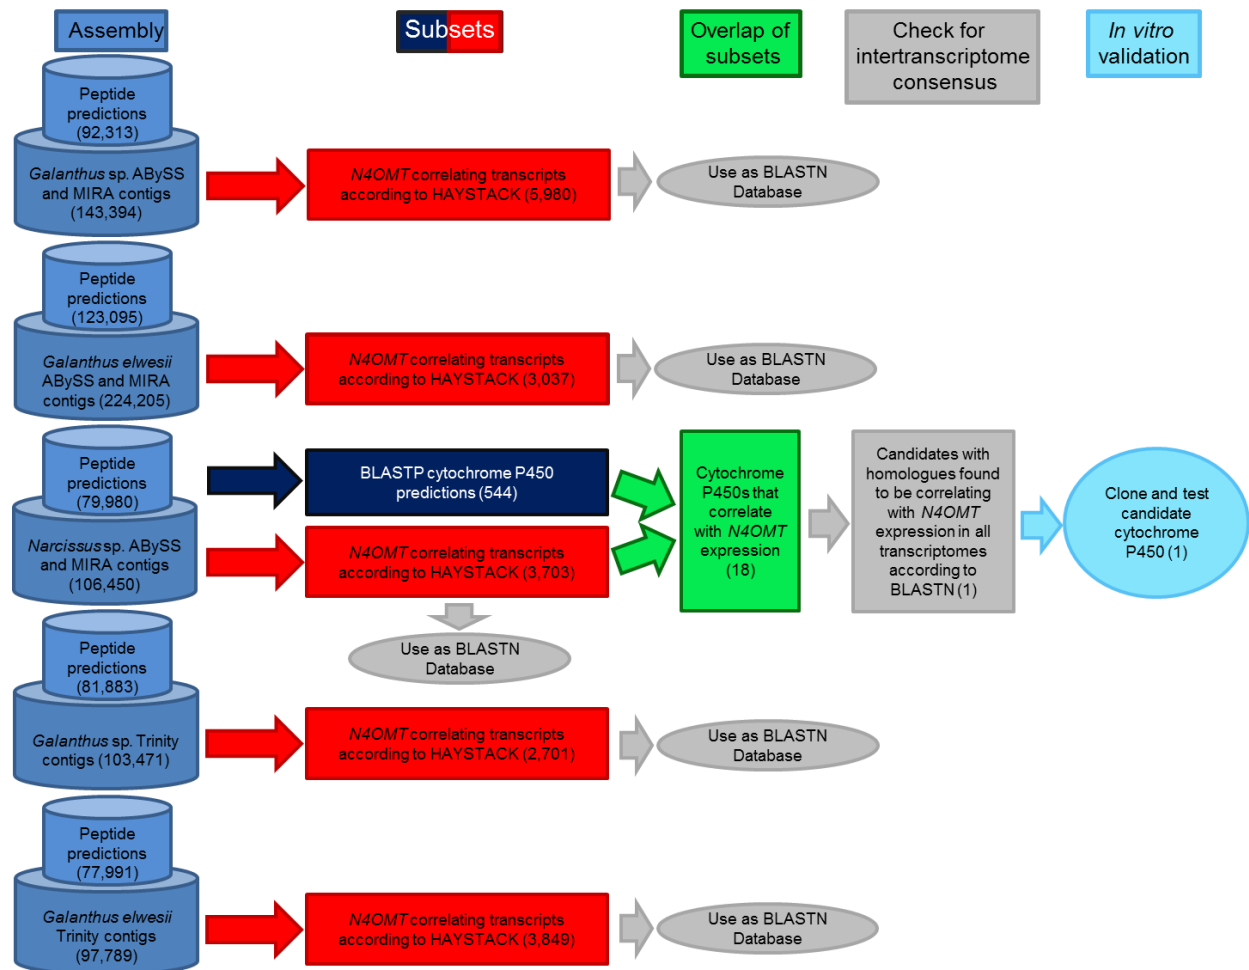 Assembly
Subsets
Overlap of
subsets
Check for
intertranscriptome
consensus
In vitro
validation
Peptide
predictions
(92,313)
Galanthus sp. ABySS
and MIRA contigs
(143,394)
N4OMT correlating transcripts
according to HAYSTACK (5,980)
Use as BLASTN
Database
Peptide
predictions
(123,095)
Galanthus elwesii
ABySS and MIRA
contigs (224,205)
N4OMT correlating transcripts
according to HAYSTACK (3,037)
Use as BLASTN
Database
Peptide
predictions
(79,980)
Narcissus sp. ABySS
and MIRA contigs
(106,450)
BLASTP cytochrome P450
predictions (544)
N4OMT correlating transcripts
according to HAYSTACK (3,703)
Use as BLASTN
Database
Cytochrome
P450s that
correlate
with N4OMT
expression
(18)
Candidates with
homologues found
to be correlating
with N4OMT
expression in all
transcriptomes
according to
BLASTN (1)
Clone and test
candidate
cytochrome
P450 (1)
Peptide
predictions
(81,883)
Galanthus sp. Trinity
contigs (103,471)
N4OMT correlating transcripts
according to HAYSTACK (2,701)
Use as BLASTN
Database
Peptide
predictions
(77,991)
Galanthus elwesii
Trinity contigs
(97,789)
N4OMT correlating transcripts
according to HAYSTACK (3,849)
Use as BLASTN
Database